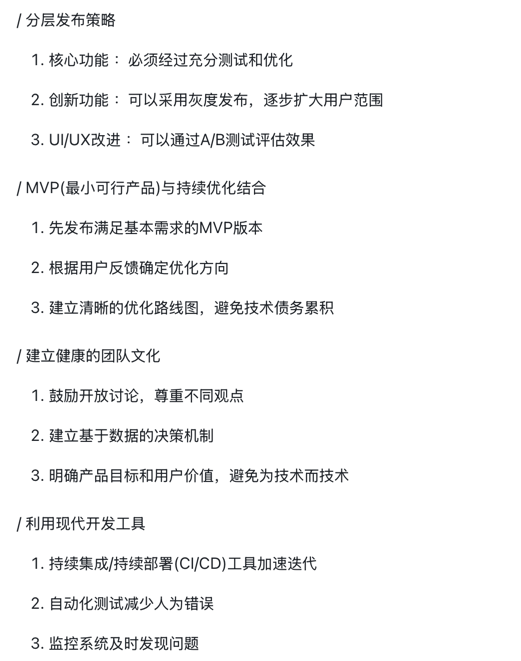 / 分层发布策略
1. 核心功能： 必须经过充分测试和优化
2. 创新功能： 可以采用灰度发布，逐步扩大用户范围
3. UI/UX改进： 可以通过A/B测试评估效果
/ MVP(最小可行产品)与持续优化结合
1. 先发布满足基本需求的MVP版本
2. 根据用户反馈确定优化方向
3. 建立清晰的优化路线图，避免技术债务累积
/ 建立健康的团队文化
1. 鼓励开放讨论，尊重不同观点
2. 建立基于数据的决策机制
3. 明确产品目标和用户价值，避免为技术而技术
/ 利用现代开发工具
1. 持续集成/持续部署(CI/CD)工具加速迭代
2. 自动化测试减少人为错误
3. 监控系统及时发现问题